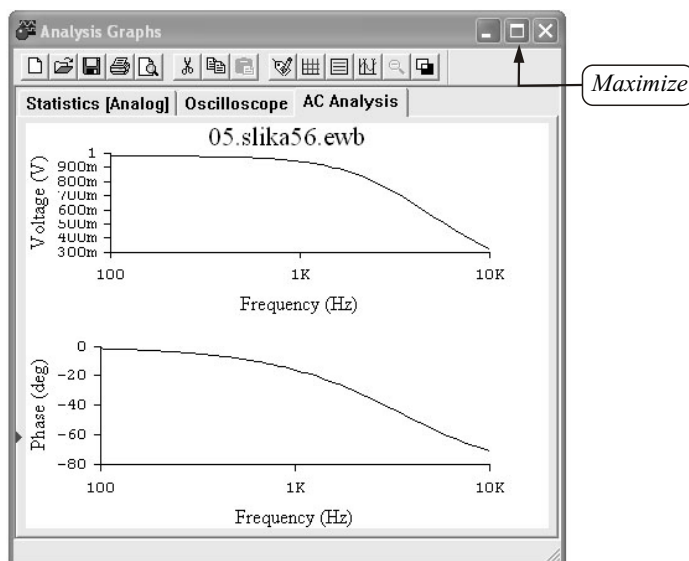 Analysis Graphs
Maximize
Statistics [Analog] Oscilloscope AC Analysis
05.slika56.ewb
Voltage (V)
1
900m
800m
700m
600m
500m
400m
300m
100 1K 10K
Frequency (Hz)
Phase (deg)
0
-20
-40
-60
-80
100 1K 10K
Frequency (Hz)